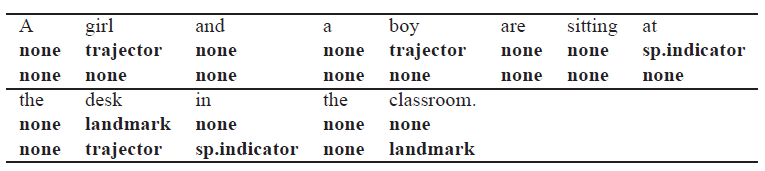 A girl and a boy are sitting at
none trajector none none trajector none none sp.indicator
none none none none none none none none
the desk in the classroom.
none landmark none none none
none trajector sp.indicator none landmark